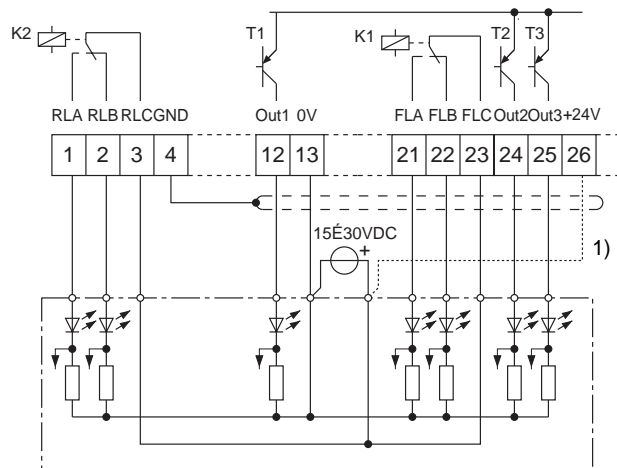 K2 T1 K1 T2 T3
RLA RLB RLC GND Out1 0V FLA FLB FLC Out2 Out3 +24V
1 2 3 4 12 13 21 22 23 24 25 26
15É30VDC
+
1)